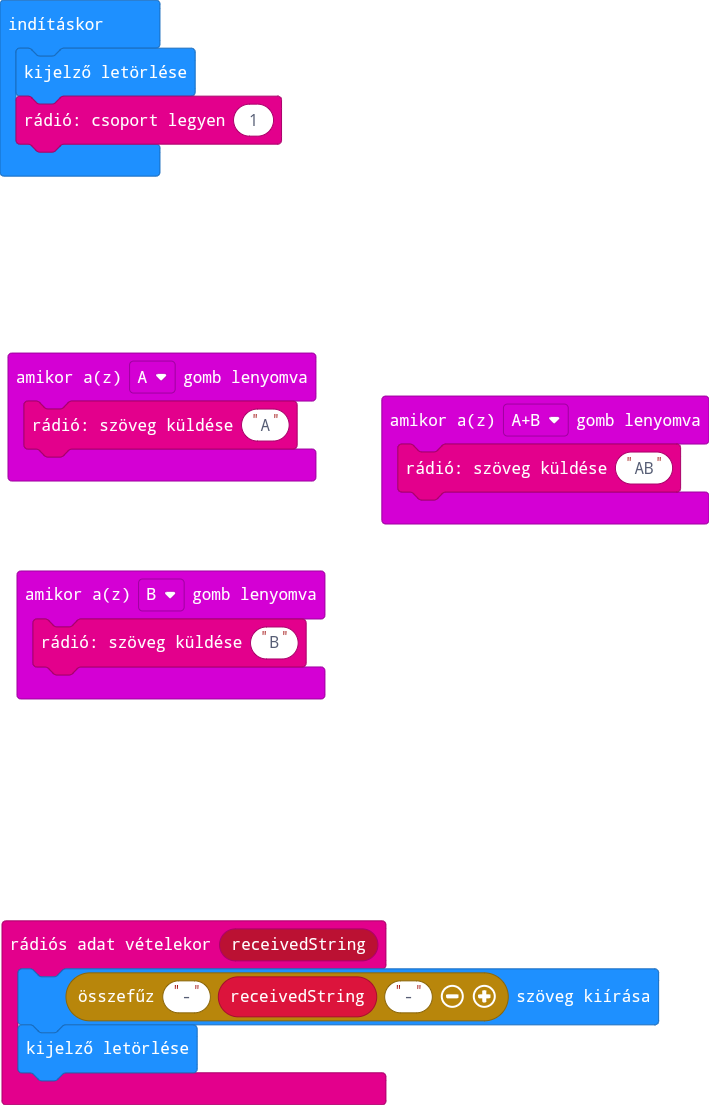 indításkor
kijelző letörlése
rádió: csoport legyen 1
amikor a(z) A gomb lenyomva
rádió: szöveg küldése "A"
amikor a(z) A+B gomb lenyomva
rádió: szöveg küldése "AB"
amikor a(z) B gomb lenyomva
rádió: szöveg küldése "B"
rádiós adat vételekor receivedString
összefűz "-" receivedString "-" szöveg kiírása
kijelző letörlése